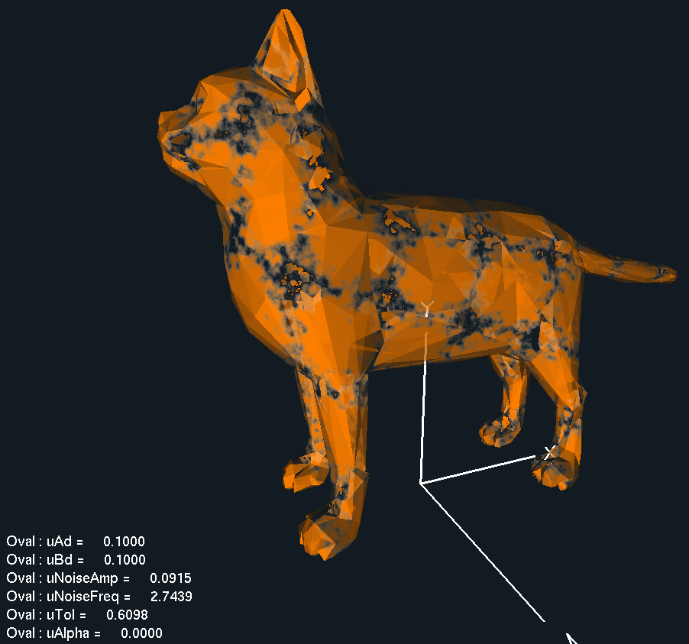 Y
X
Oval : uAd = 0.1000
Oval : uBd = 0.1000
Oval : uNoiseAmp = 0.0915
Oval : uNoiseFreq = 2.7439
Oval : uTol = 0.6098
Oval : uAlpha = 0.0000